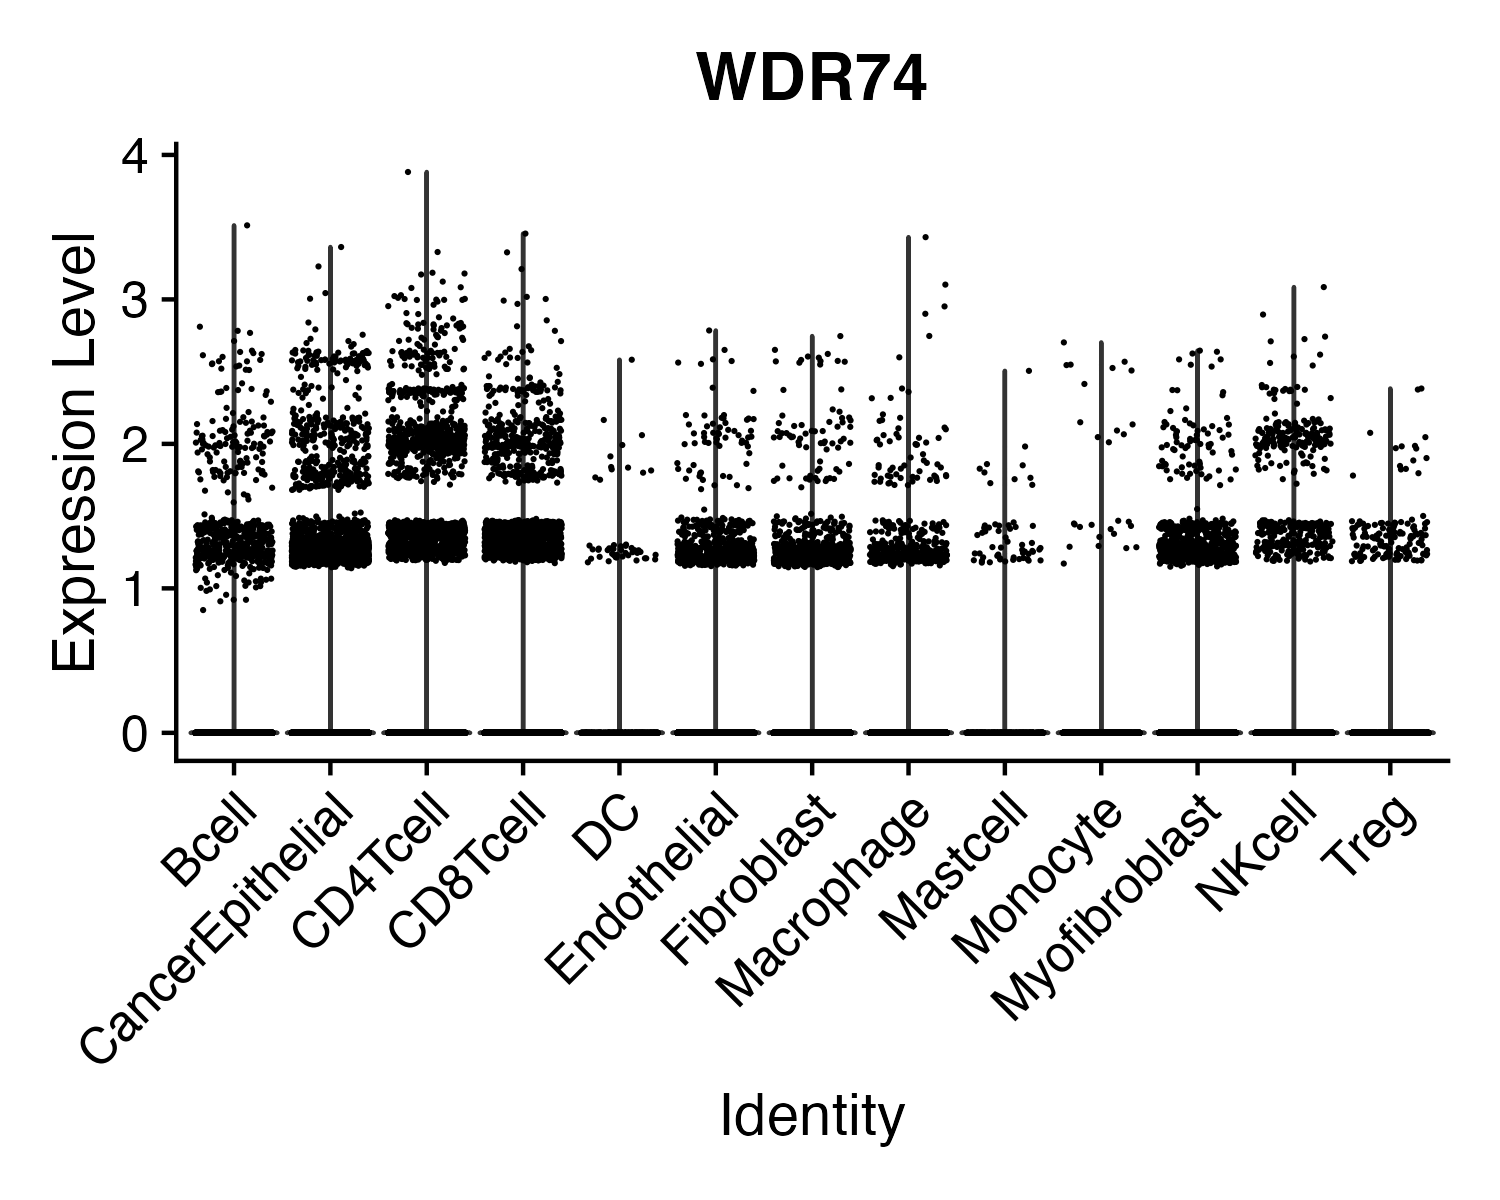 WDR74
Expression Level
4
3
2
1
0
Bcell
CancerEpithelial
CD4Tcell
CD8Tcell
DC
Endothelial
Fibroblast
Macrophage
Mastcell
Monocyte
Myofibroblast
NKcell
Treg
Identity